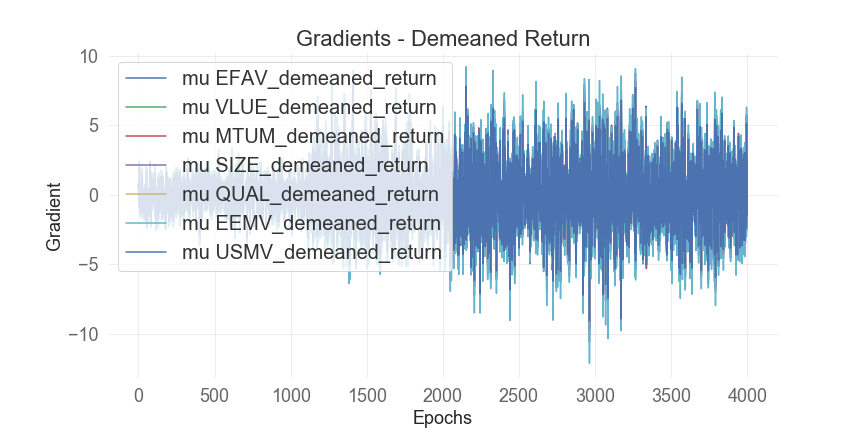 Gradients - Demeaned Return
10
5
0
−5
−10
Gradient
mu EFAV_demeaned_return
mu VLUE_demeaned_return
mu MTUM_demeaned_return
mu SIZE_demeaned_return
mu QUAL_demeaned_return
mu EEMV_demeaned_return
mu USMV_demeaned_return
0 500 1000 1500 2000 2500 3000 3500 4000
Epochs